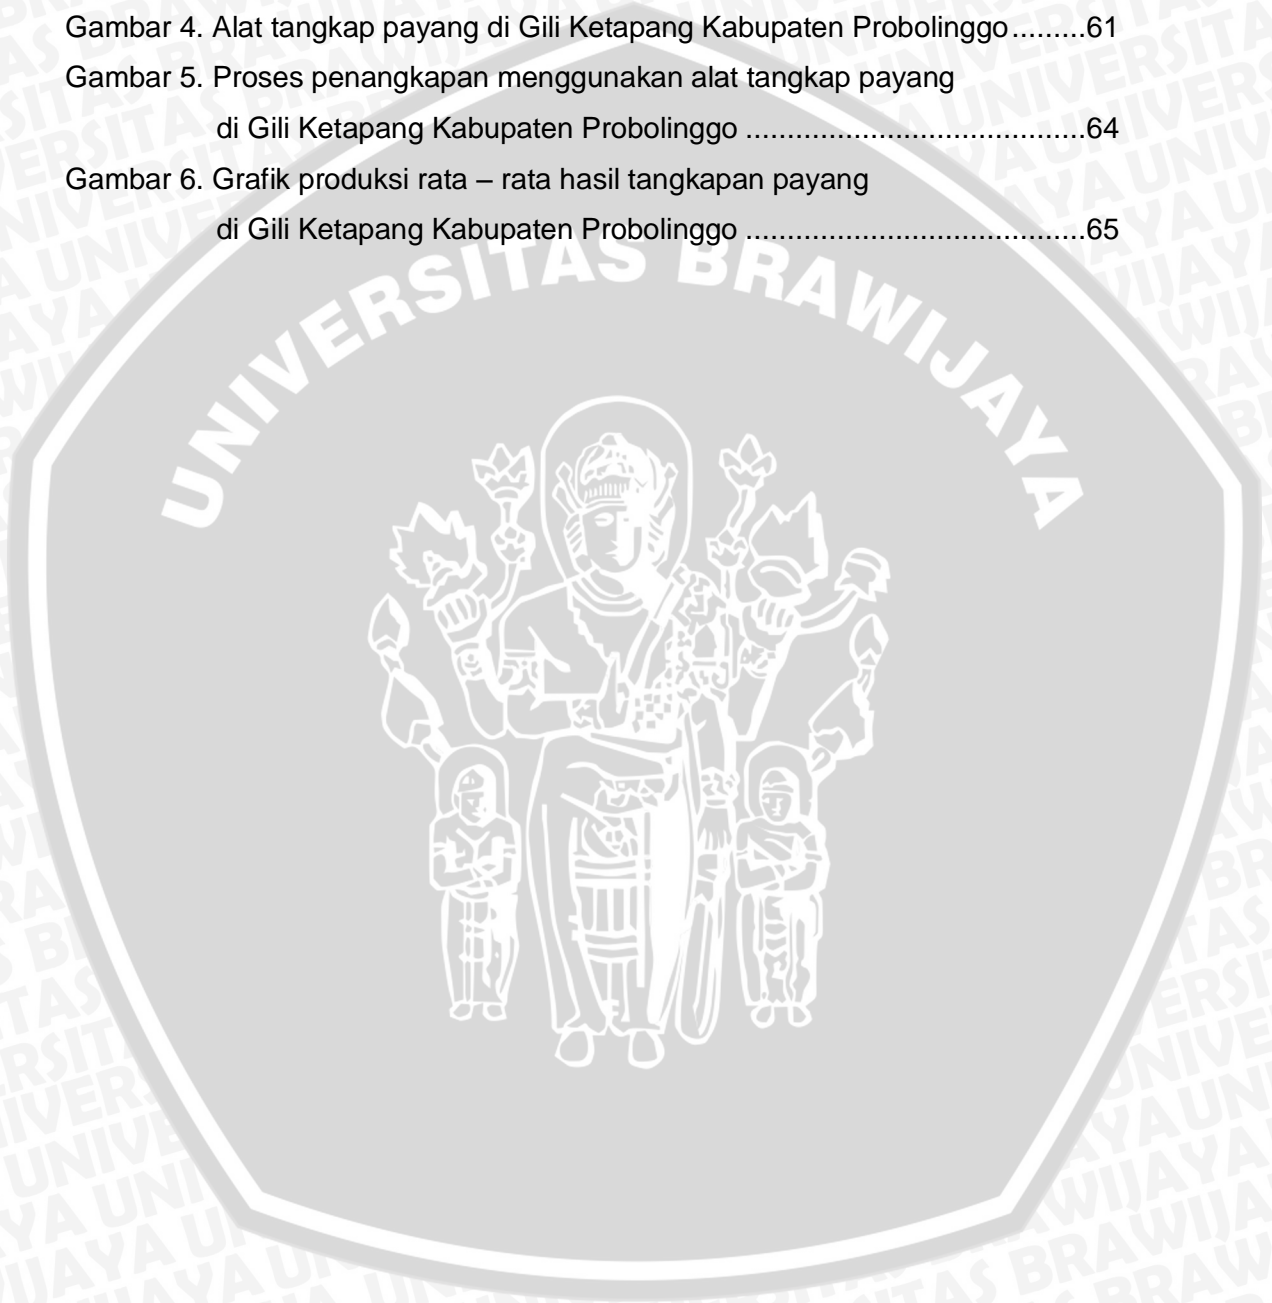 Gambar 4. Alat tangkap payang di Gili Ketapang Kabupaten Probolinggo.........61
Gambar 5. Proses penangkapan menggunakan alat tangkap payang
di Gili Ketapang Kabupaten Probolinggo .........................................64
Gambar 6. Grafik produksi rata – rata hasil tangkapan payang
di Gili Ketapang Kabupaten Probolinggo .........................................65
UNIVERSITAS BRAWIJAYA